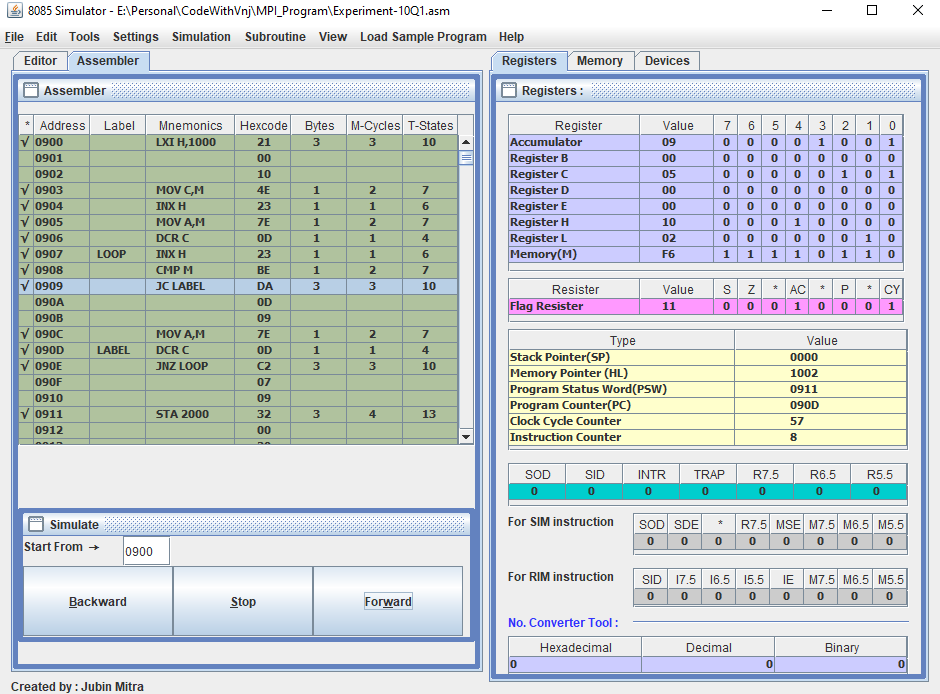 8085 Simulator - E:\Personal\CodeWithVnj\MPI_Program\Experiment-10Q1.asm
File Edit Tools Settings Simulation Subroutine View Load Sample Program Help
Editor Assembler
Assembler
* Address Label Mnemonics Hexcode Bytes M-Cycles T-States
√ 0900 LXI H,1000 21 3 3 10
0901 00
0902 10
√ 0903 MOV C,M 4E 1 2 7
√ 0904 INX H 23 1 1 6
√ 0905 MOV A,M 7E 1 2 7
√ 0906 DCR C 0D 1 1 4
√ 0907 LOOP INX H 23 1 1 6
√ 0908 CMP M BE 1 2 7
√ 0909 JC LABEL DA 3 3 10
090A 0D
090B 09
√ 090C MOV A,M 7E 1 2 7
√ 090D LABEL DCR C 0D 1 1 4
√ 090E JNZ LOOP C2 3 3 10
090F 07
0910 09
√ 0911 STA 2000 32 3 4 13
0912 00
Simulate
Start From → 0900
Backward Stop Forward
Created by : Jubin Mitra
Registers Memory Devices
Registers :
Register Value 7 6 5 4 3 2 1 0
Accumulator 09 0 0 0 0 1 0 0 1
Register B 00 0 0 0 0 0 0 0 0
Register C 05 0 0 0 0 0 1 0 1
Register D 00 0 0 0 0 0 0 0 0
Register E 00 0 0 0 0 0 0 0 0
Register H 10 0 0 0 1 0 0 0 0
Register L 02 0 0 0 0 0 0 1 0
Memory(M) F6 1 1 1 1 0 1 1 0
Resister Value S Z * AC * P * CY
Flag Resister 11 0 0 0 1 0 0 0 1
Type Value
Stack Pointer(SP) 0000
Memory Pointer (HL) 1002
Program Status Word(PSW) 0911
Program Counter(PC) 090D
Clock Cycle Counter 57
Instruction Counter 8
SOD SID INTR TRAP R7.5 R6.5 R5.5
0 0 0 0 0 0 0
For SIM instruction SOD SDE * R7.5 MSE M7.5 M6.5 M5.5
0 0 0 0 0 0 0 0
For RIM instruction SID I7.5 I6.5 I5.5 IE M7.5 M6.5 M5.5
0 0 0 0 0 0 0 0
No. Converter Tool :
Hexadecimal Decimal Binary
0 0 0